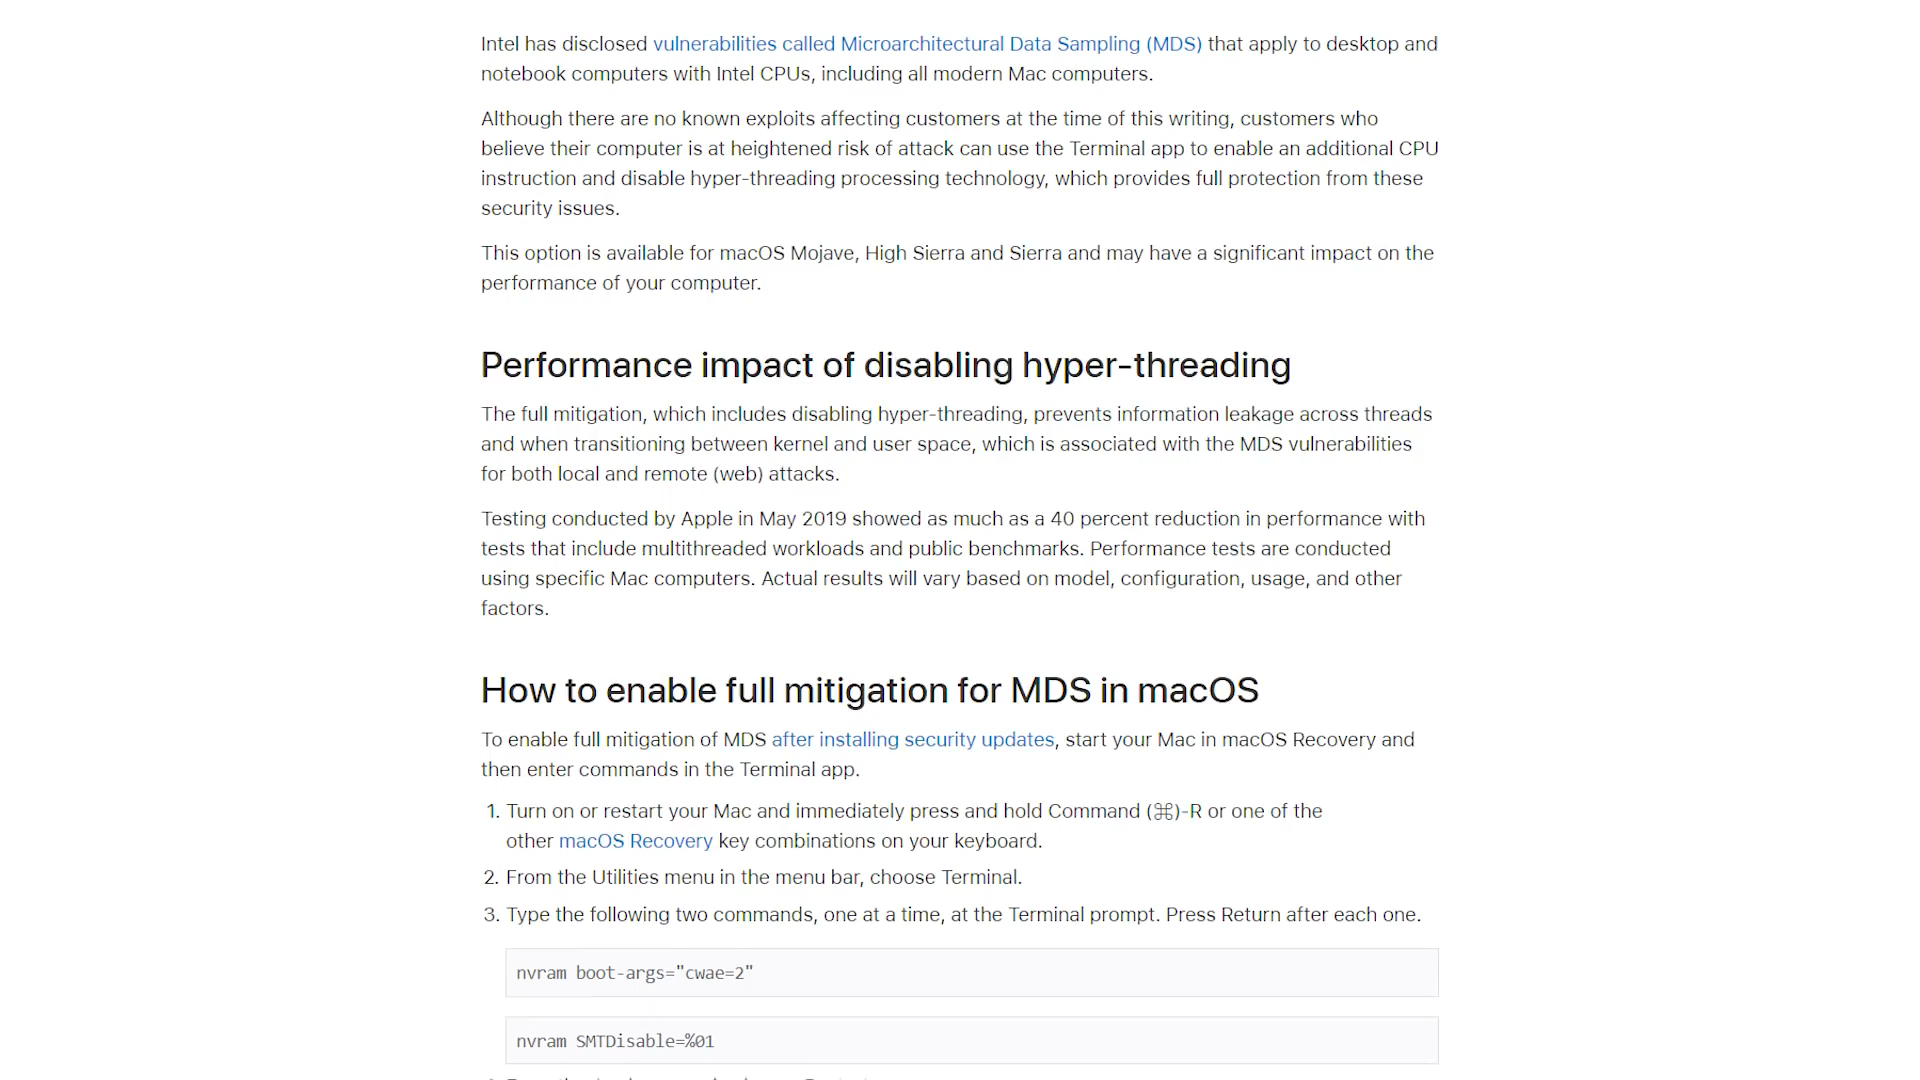 Intel has disclosed vulnerabilities called Microarchitectural Data Sampling (MDS) that apply to desktop and
notebook computers with Intel CPUs, including all modern Mac computers.
Although there are no known exploits affecting customers at the time of this writing, customers who
believe their computer is at heightened risk of attack can use the Terminal app to enable an additional CPU
instruction and disable hyper-threading processing technology, which provides full protection from these
security issues.
This option is available for macOS Mojave, High Sierra and Sierra and may have a significant impact on the
performance of your computer.
Performance impact of disabling hyper-threading
The full mitigation, which includes disabling hyper-threading, prevents information leakage across threads
and when transitioning between kernel and user space, which is associated with the MDS vulnerabilities
for both local and remote (web) attacks.
Testing conducted by Apple in May 2019 showed as much as a 40 percent reduction in performance with
tests that include multithreaded workloads and public benchmarks. Performance tests are conducted
using specific Mac computers. Actual results will vary based on model, configuration, usage, and other
factors.
How to enable full mitigation for MDS in macOS
To enable full mitigation of MDS after installing security updates, start your Mac in macOS Recovery and
then enter commands in the Terminal app.
1. Turn on or restart your Mac and immediately press and hold Command (⌘)-R or one of the
other macOS Recovery key combinations on your keyboard.
2. From the Utilities menu in the menu bar, choose Terminal.
3. Type the following two commands, one at a time, at the Terminal prompt. Press Return after each one.
nvram boot-args="cwae=2"
nvram SMTDisable=%01